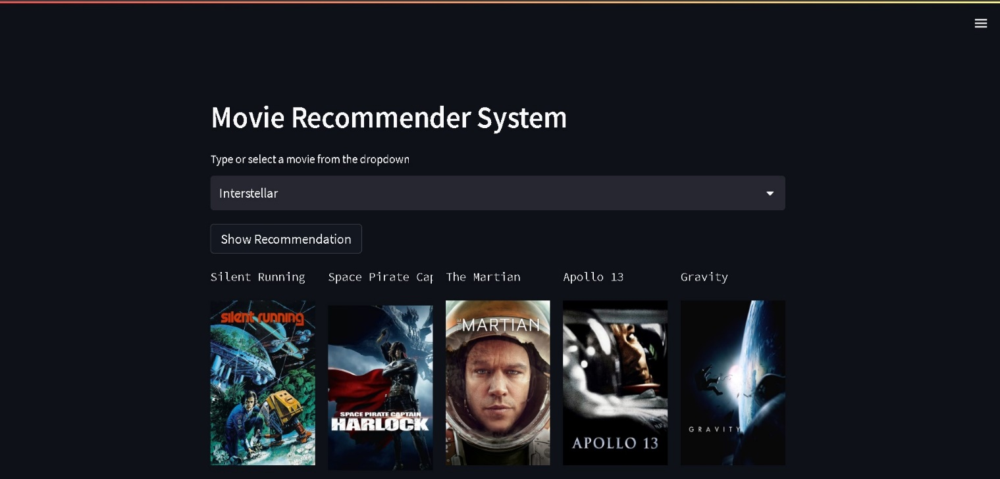 Movie Recommender System
Type or select a movie from the dropdown
Interstellar
Show Recommendation
Silent Running Space Pirate Cap The Martian Apollo 13 Gravity
silent running
SPACE PIRATE CAPTAIN
HARLOCK
THE MARTIAN
APOLLO 13
GRAVITY